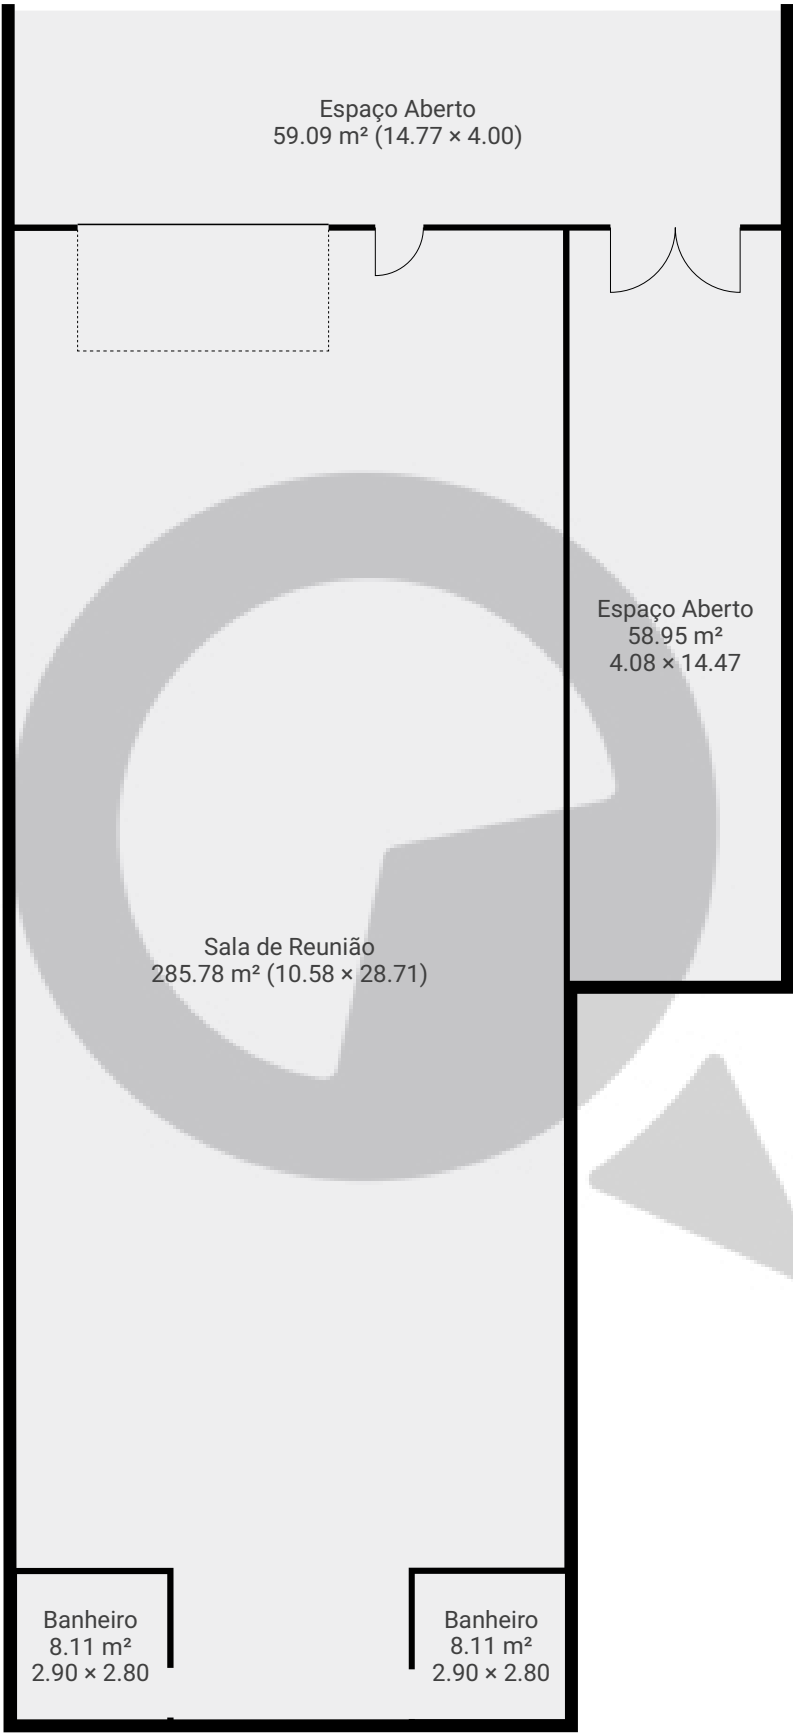 Espaço Aberto
59.09 m² (14.77 × 4.00)
Espaço Aberto
58.95 m²
4.08 × 14.47
Sala de Reunião
285.78 m² (10.58 × 28.71)
Banheiro
8.11 m²
2.90 × 2.80
Banheiro
8.11 m²
2.90 × 2.80